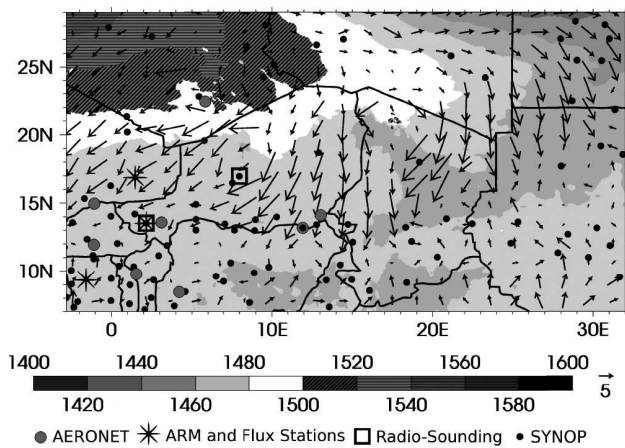 25N
20N
15N
10N
0 10E 20E 30E
1400 1440 1480 1520 1560 1600
1420 1460 1500 1540 1580 5
AERONET ARM and Flux Stations Radio-Sounding SYNOP